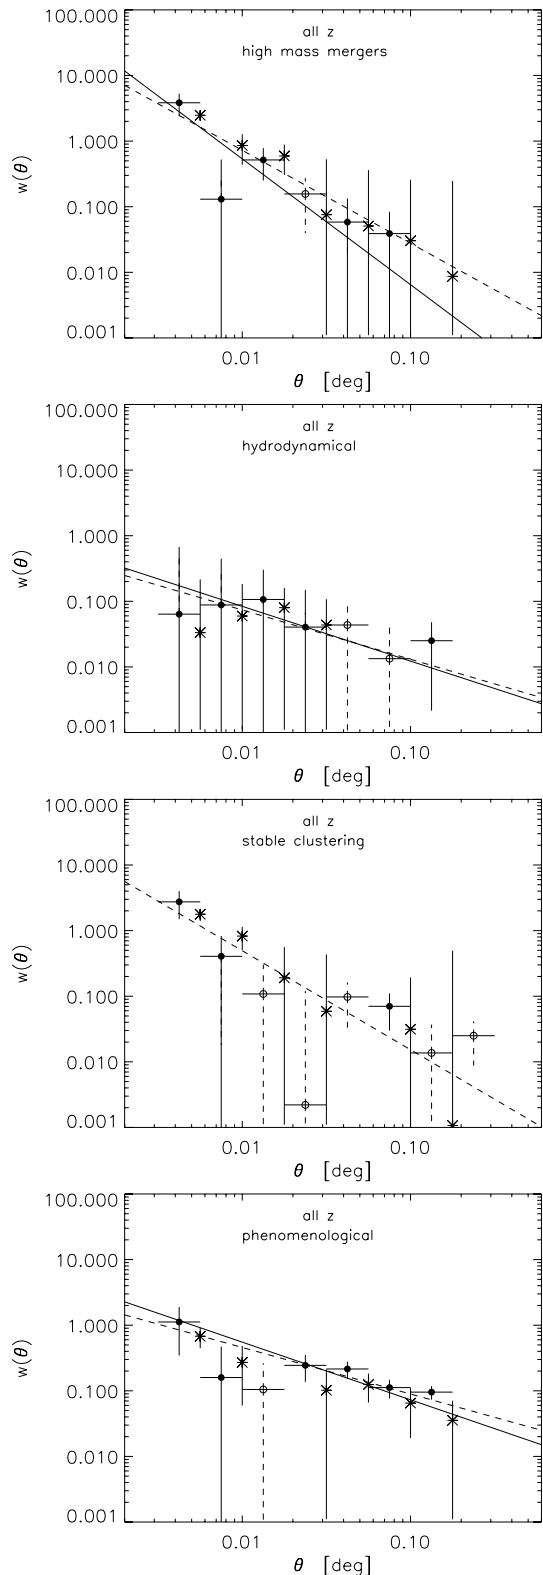 100.000
all z
high mass mergers
10.000
1.000
w(θ)
0.100
0.010
0.001
0.01
0.10
θ [deg]
100.000
all z
hydrodynamical
10.000
1.000
w(θ)
0.100
0.010
0.001
0.01
0.10
θ [deg]
100.000
all z
stable clustering
10.000
1.000
w(θ)
0.100
0.010
0.001
0.01
0.10
θ [deg]
100.000
all z
phenomenological
10.000
1.000
w(θ)
0.100
0.010
0.001
0.01
0.10
θ [deg]